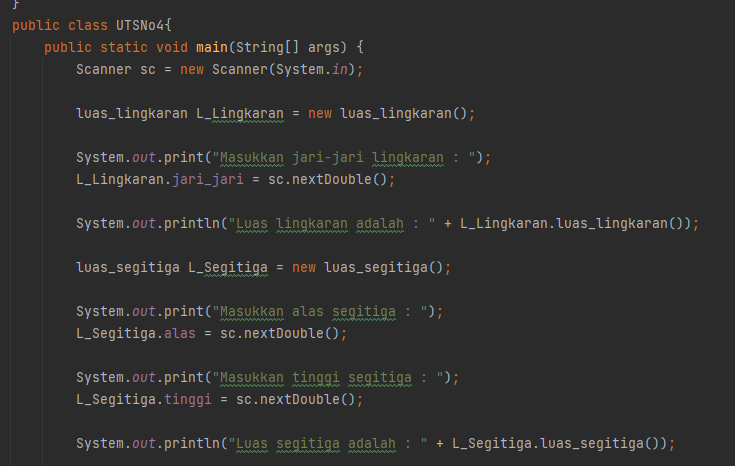 }
public class UTSNo4{
public static void main(String[] args) {
Scanner sc = new Scanner(System.in);
luas_lingkaran L_Lingkaran = new luas_lingkaran();
System.out.print("Masukkan jari-jari lingkaran : ");
L_Lingkaran.jari_jari = sc.nextDouble();
System.out.println("Luas lingkaran adalah : " + L_Lingkaran.luas_lingkaran());
luas_segitiga L_Segitiga = new luas_segitiga();
System.out.print("Masukkan alas segitiga : ");
L_Segitiga.alas = sc.nextDouble();
System.out.print("Masukkan tinggi segitiga : ");
L_Segitiga.tinggi = sc.nextDouble();
System.out.println("Luas segitiga adalah : " + L_Segitiga.luas_segitiga());